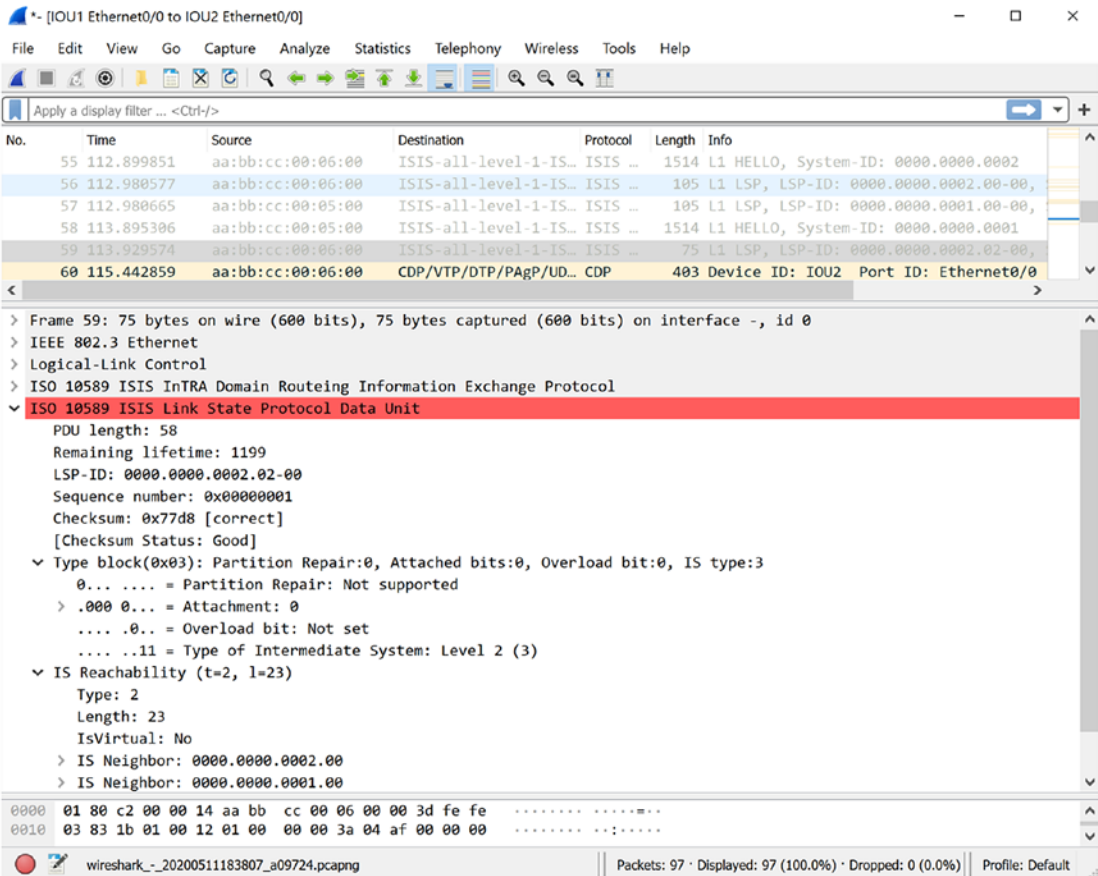 *- [IOU1 Ethernet0/0 to IOU2 Ethernet0/0]
File Edit View Go Capture Analyze Statistics Telephony Wireless Tools Help
Apply a display filter ... <Ctrl-/>
No. Time Source Destination Protocol Length Info
55 112.899851 aa:bb:cc:00:06:00 ISIS-all-level-1-IS… ISIS … 1514 L1 HELLO, System-ID: 0000.0000.0002
56 112.980577 aa:bb:cc:00:06:00 ISIS-all-level-1-IS… ISIS … 105 L1 LSP, LSP-ID: 0000.0000.0002.00-00,
57 112.980665 aa:bb:cc:00:05:00 ISIS-all-level-1-IS… ISIS … 105 L1 LSP, LSP-ID: 0000.0000.0001.00-00,
58 113.895306 aa:bb:cc:00:05:00 ISIS-all-level-1-IS… ISIS … 1514 L1 HELLO, System-ID: 0000.0000.0001
59 113.929574 aa:bb:cc:00:06:00 ISIS-all-level-1-IS… ISIS … 75 L1 LSP, LSP-ID: 0000.0000.0002.02-00,
60 115.442859 aa:bb:cc:00:06:00 CDP/VTP/DTP/PAgP/UD… CDP 403 Device ID: IOU2 Port ID: Ethernet0/0
Frame 59: 75 bytes on wire (600 bits), 75 bytes captured (600 bits) on interface -, id 0
IEEE 802.3 Ethernet
Logical-Link Control
ISO 10589 ISIS InTRA Domain Routeing Information Exchange Protocol
ISO 10589 ISIS Link State Protocol Data Unit
PDU length: 58
Remaining lifetime: 1199
LSP-ID: 0000.0000.0002.02-00
Sequence number: 0x00000001
Checksum: 0x77d8 [correct]
[Checksum Status: Good]
Type block(0x03): Partition Repair:0, Attached bits:0, Overload bit:0, IS type:3
0... .... = Partition Repair: Not supported
.000 0... = Attachment: 0
.... .0.. = Overload bit: Not set
.... ..11 = Type of Intermediate System: Level 2 (3)
IS Reachability (t=2, l=23)
Type: 2
Length: 23
IsVirtual: No
IS Neighbor: 0000.0000.0002.00
IS Neighbor: 0000.0000.0001.00
0000 01 80 c2 00 00 14 aa bb cc 00 06 00 00 3d fe fe ········ ·····=··
0010 03 83 1b 01 00 12 01 00 00 00 3a 04 af 00 00 00 ········ ··:·····
wireshark_-_20200511183807_a09724.pcapng Packets: 97 · Displayed: 97 (100.0%) · Dropped: 0 (0.0%) Profile: Default